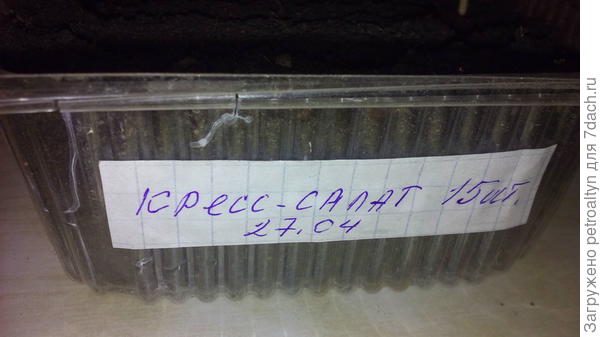 КРЕСС-САЛАТ 15шт.
27.04
Загружено petroaltyn для 7dach.ru